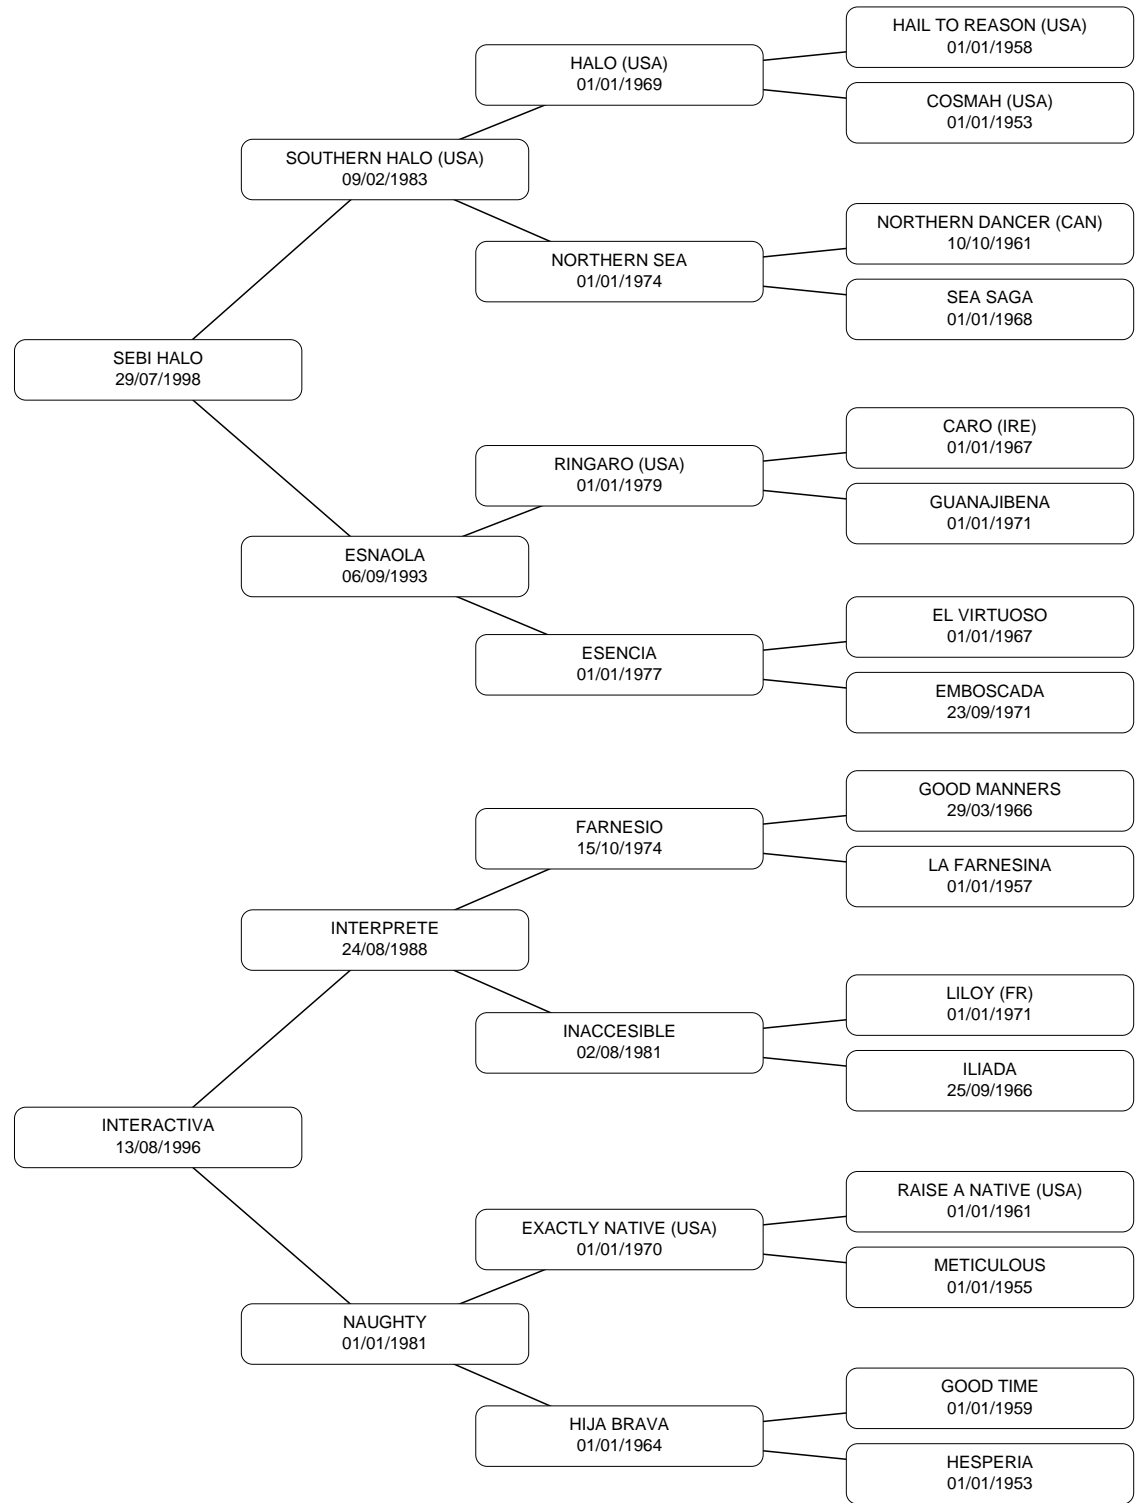 HAIL TO REASON (USA)
01/01/1958
HALO (USA)
01/01/1969
COSMAH (USA)
01/01/1953
SOUTHERN HALO (USA)
09/02/1983
NORTHERN DANCER (CAN)
10/10/1961
NORTHERN SEA
01/01/1974
SEA SAGA
01/01/1968
SEBI HALO
29/07/1998
CARO (IRE)
01/01/1967
RINGARO (USA)
01/01/1979
GUANAJIBENA
01/01/1971
ESNAOLA
06/09/1993
EL VIRTUOSO
01/01/1967
ESENCIA
01/01/1977
EMBOSCADA
23/09/1971
GOOD MANNERS
29/03/1966
FARNESIO
15/10/1974
LA FARNESINA
01/01/1957
INTERPRETE
24/08/1988
LILOY (FR)
01/01/1971
INACCESIBLE
02/08/1981
ILIADA
25/09/1966
INTERACTIVA
13/08/1996
RAISE A NATIVE (USA)
01/01/1961
EXACTLY NATIVE (USA)
01/01/1970
METICULOUS
01/01/1955
NAUGHTY
01/01/1981
GOOD TIME
01/01/1959
HIJA BRAVA
01/01/1964
HESPERIA
01/01/1953